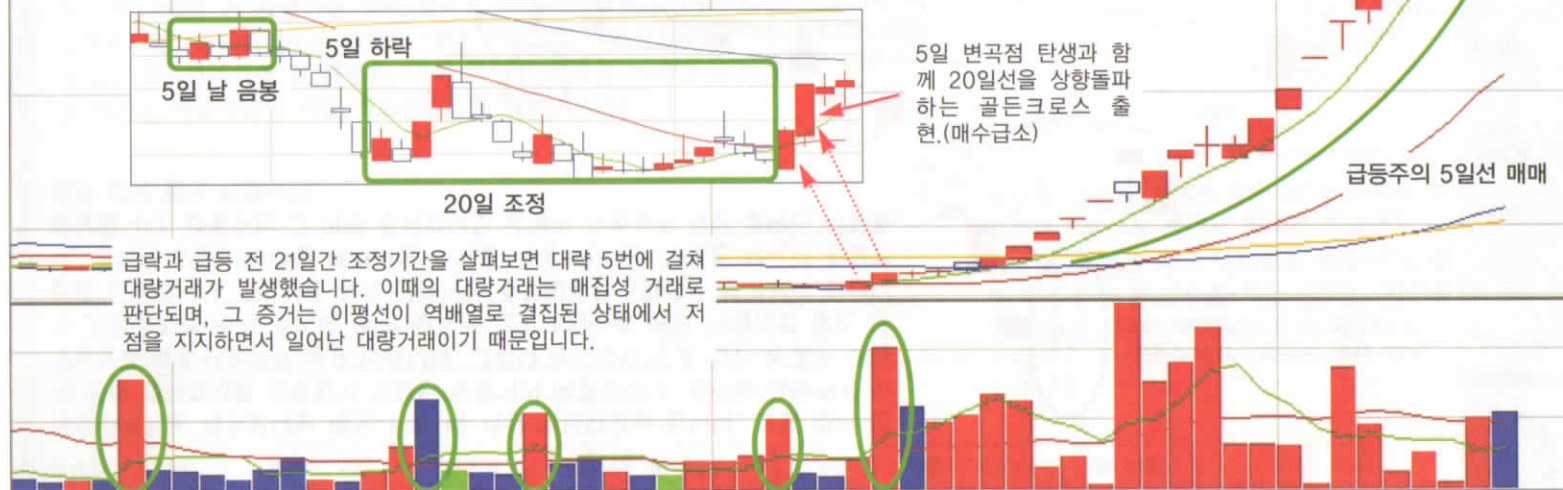 5일 하락
5일 날 음봉
20일 조정
5일 변곡점 탄생과 함
께 20일선을 상향돌파
하는 골든크로스 출
현.(매수급소)
급등주의 5일선 매매
급락과 급등 전 21일간 조정기간을 살펴보면 대략 5번에 걸쳐
대량거래가 발생했습니다. 이때의 대량거래는 매집성 거래로
판단되며, 그 증거는 이평선이 역배열로 결집된 상태에서 저
점을 지지하면서 일어난 대량거래이기 때문입니다.